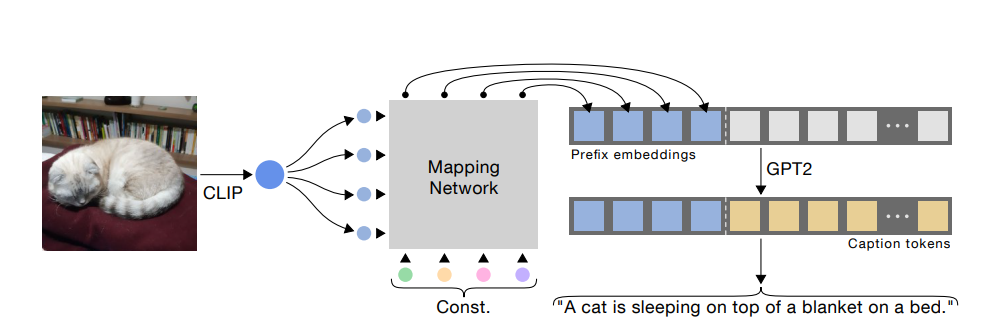 CLIP
Mapping
Network
Const.
Prefix embeddings
GPT2
Caption tokens
"A cat is sleeping on top of a blanket on a bed."